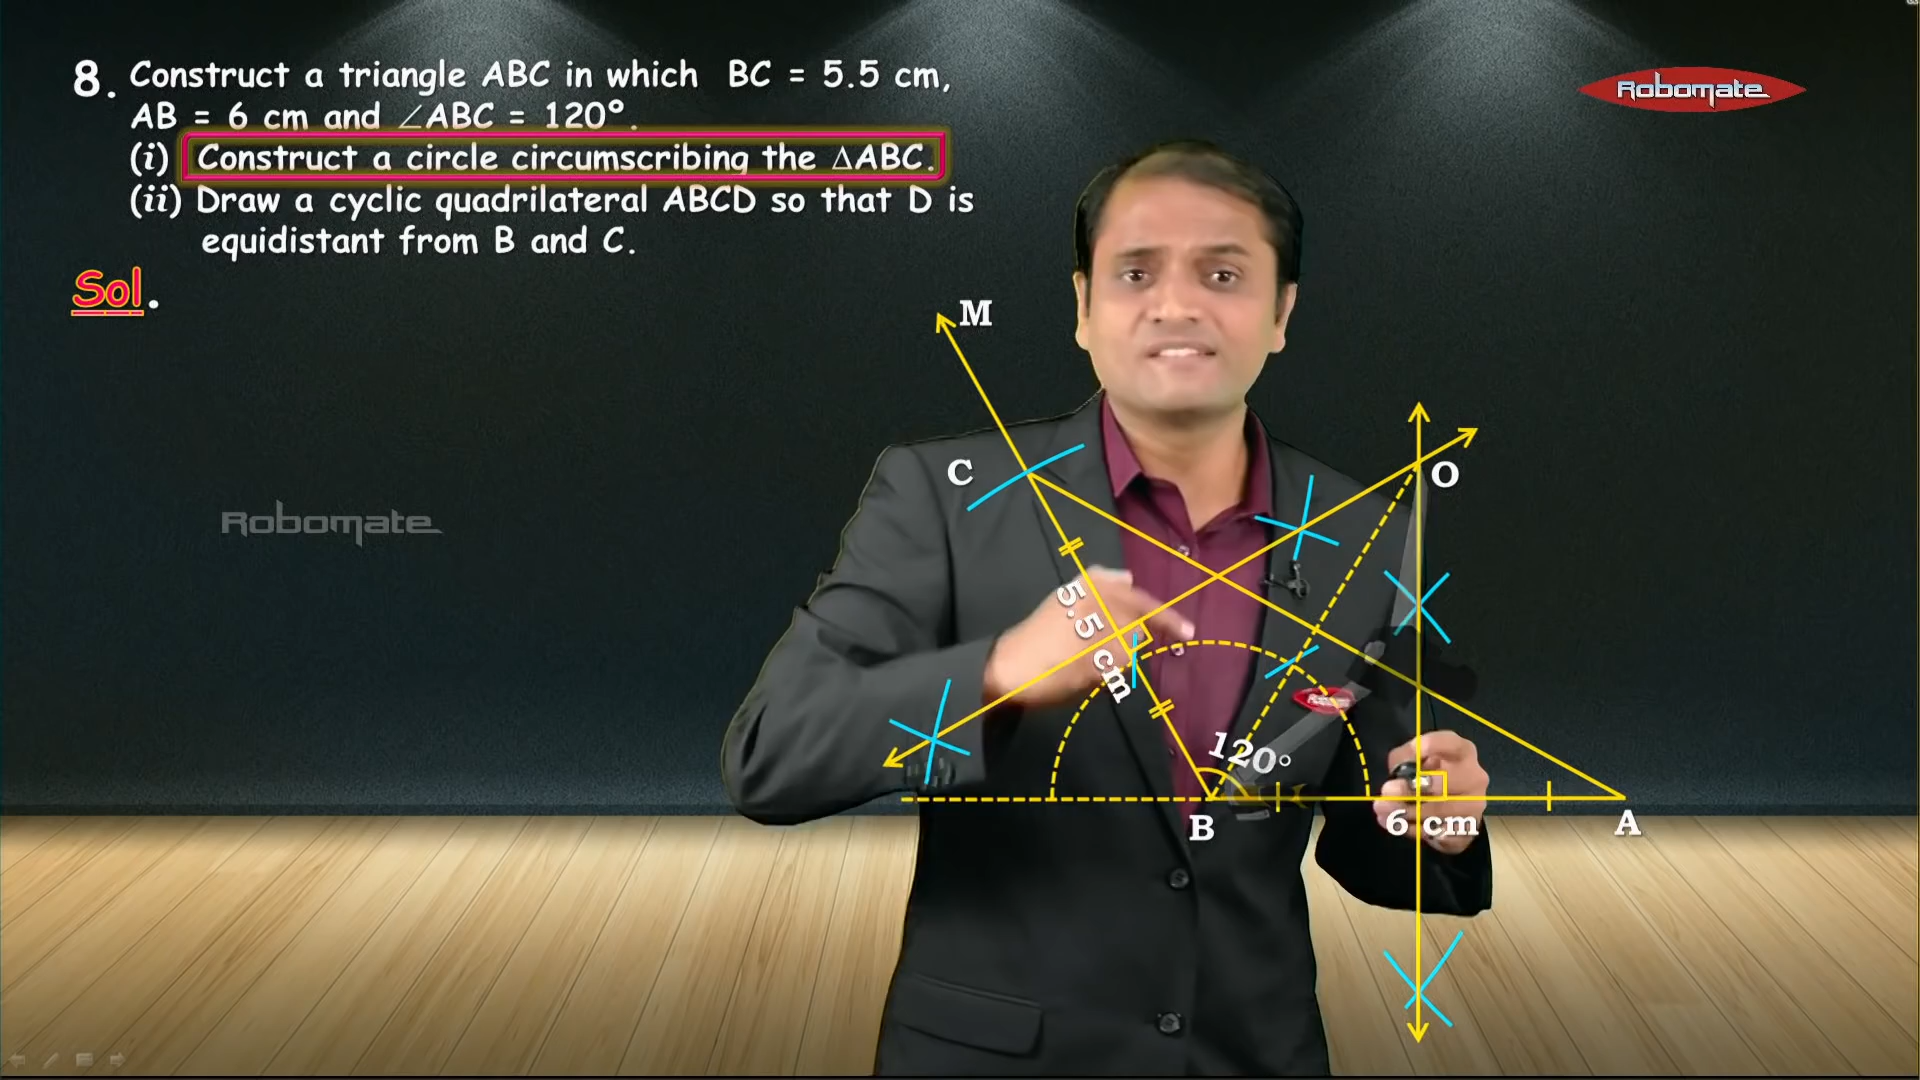 8. Construct a triangle ABC in which BC = 5.5 cm,
AB = 6 cm and ∠ABC = 120°.
(i) Construct a circle circumscribing the ΔABC.
(ii) Draw a cyclic quadrilateral ABCD so that D is
equidistant from B and C.
Sol.
Robomate
M
C
O
5.5 cm
Robomate
120°
B
6 cm
A